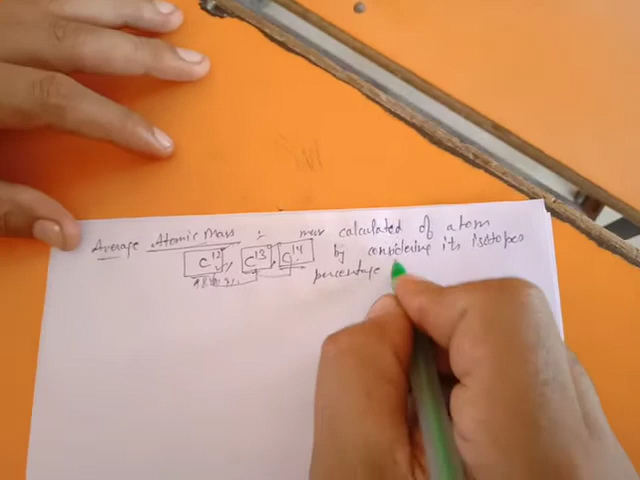 Average Atomic Mass : mass calculated of atom
by considering its isotopes
C¹² C¹³ C¹⁴
percentage